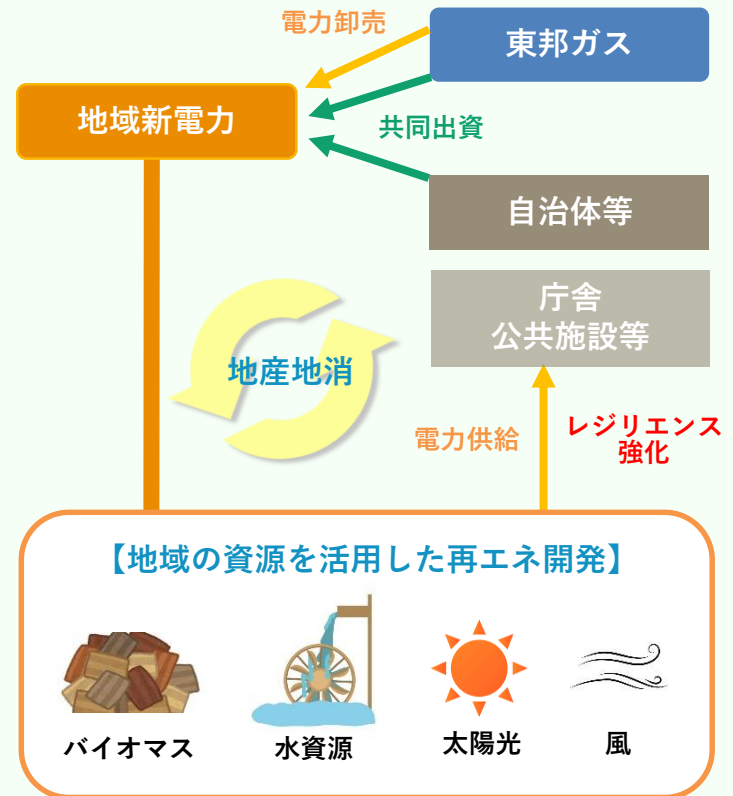 電力卸売
東邦ガス
地域新電力
共同出資
自治体等
庁舎
公共施設等
地産地消
電力供給
レジリエンス
強化
【地域の資源を活用した再エネ開発】
バイオマス
水資源
太陽光
風